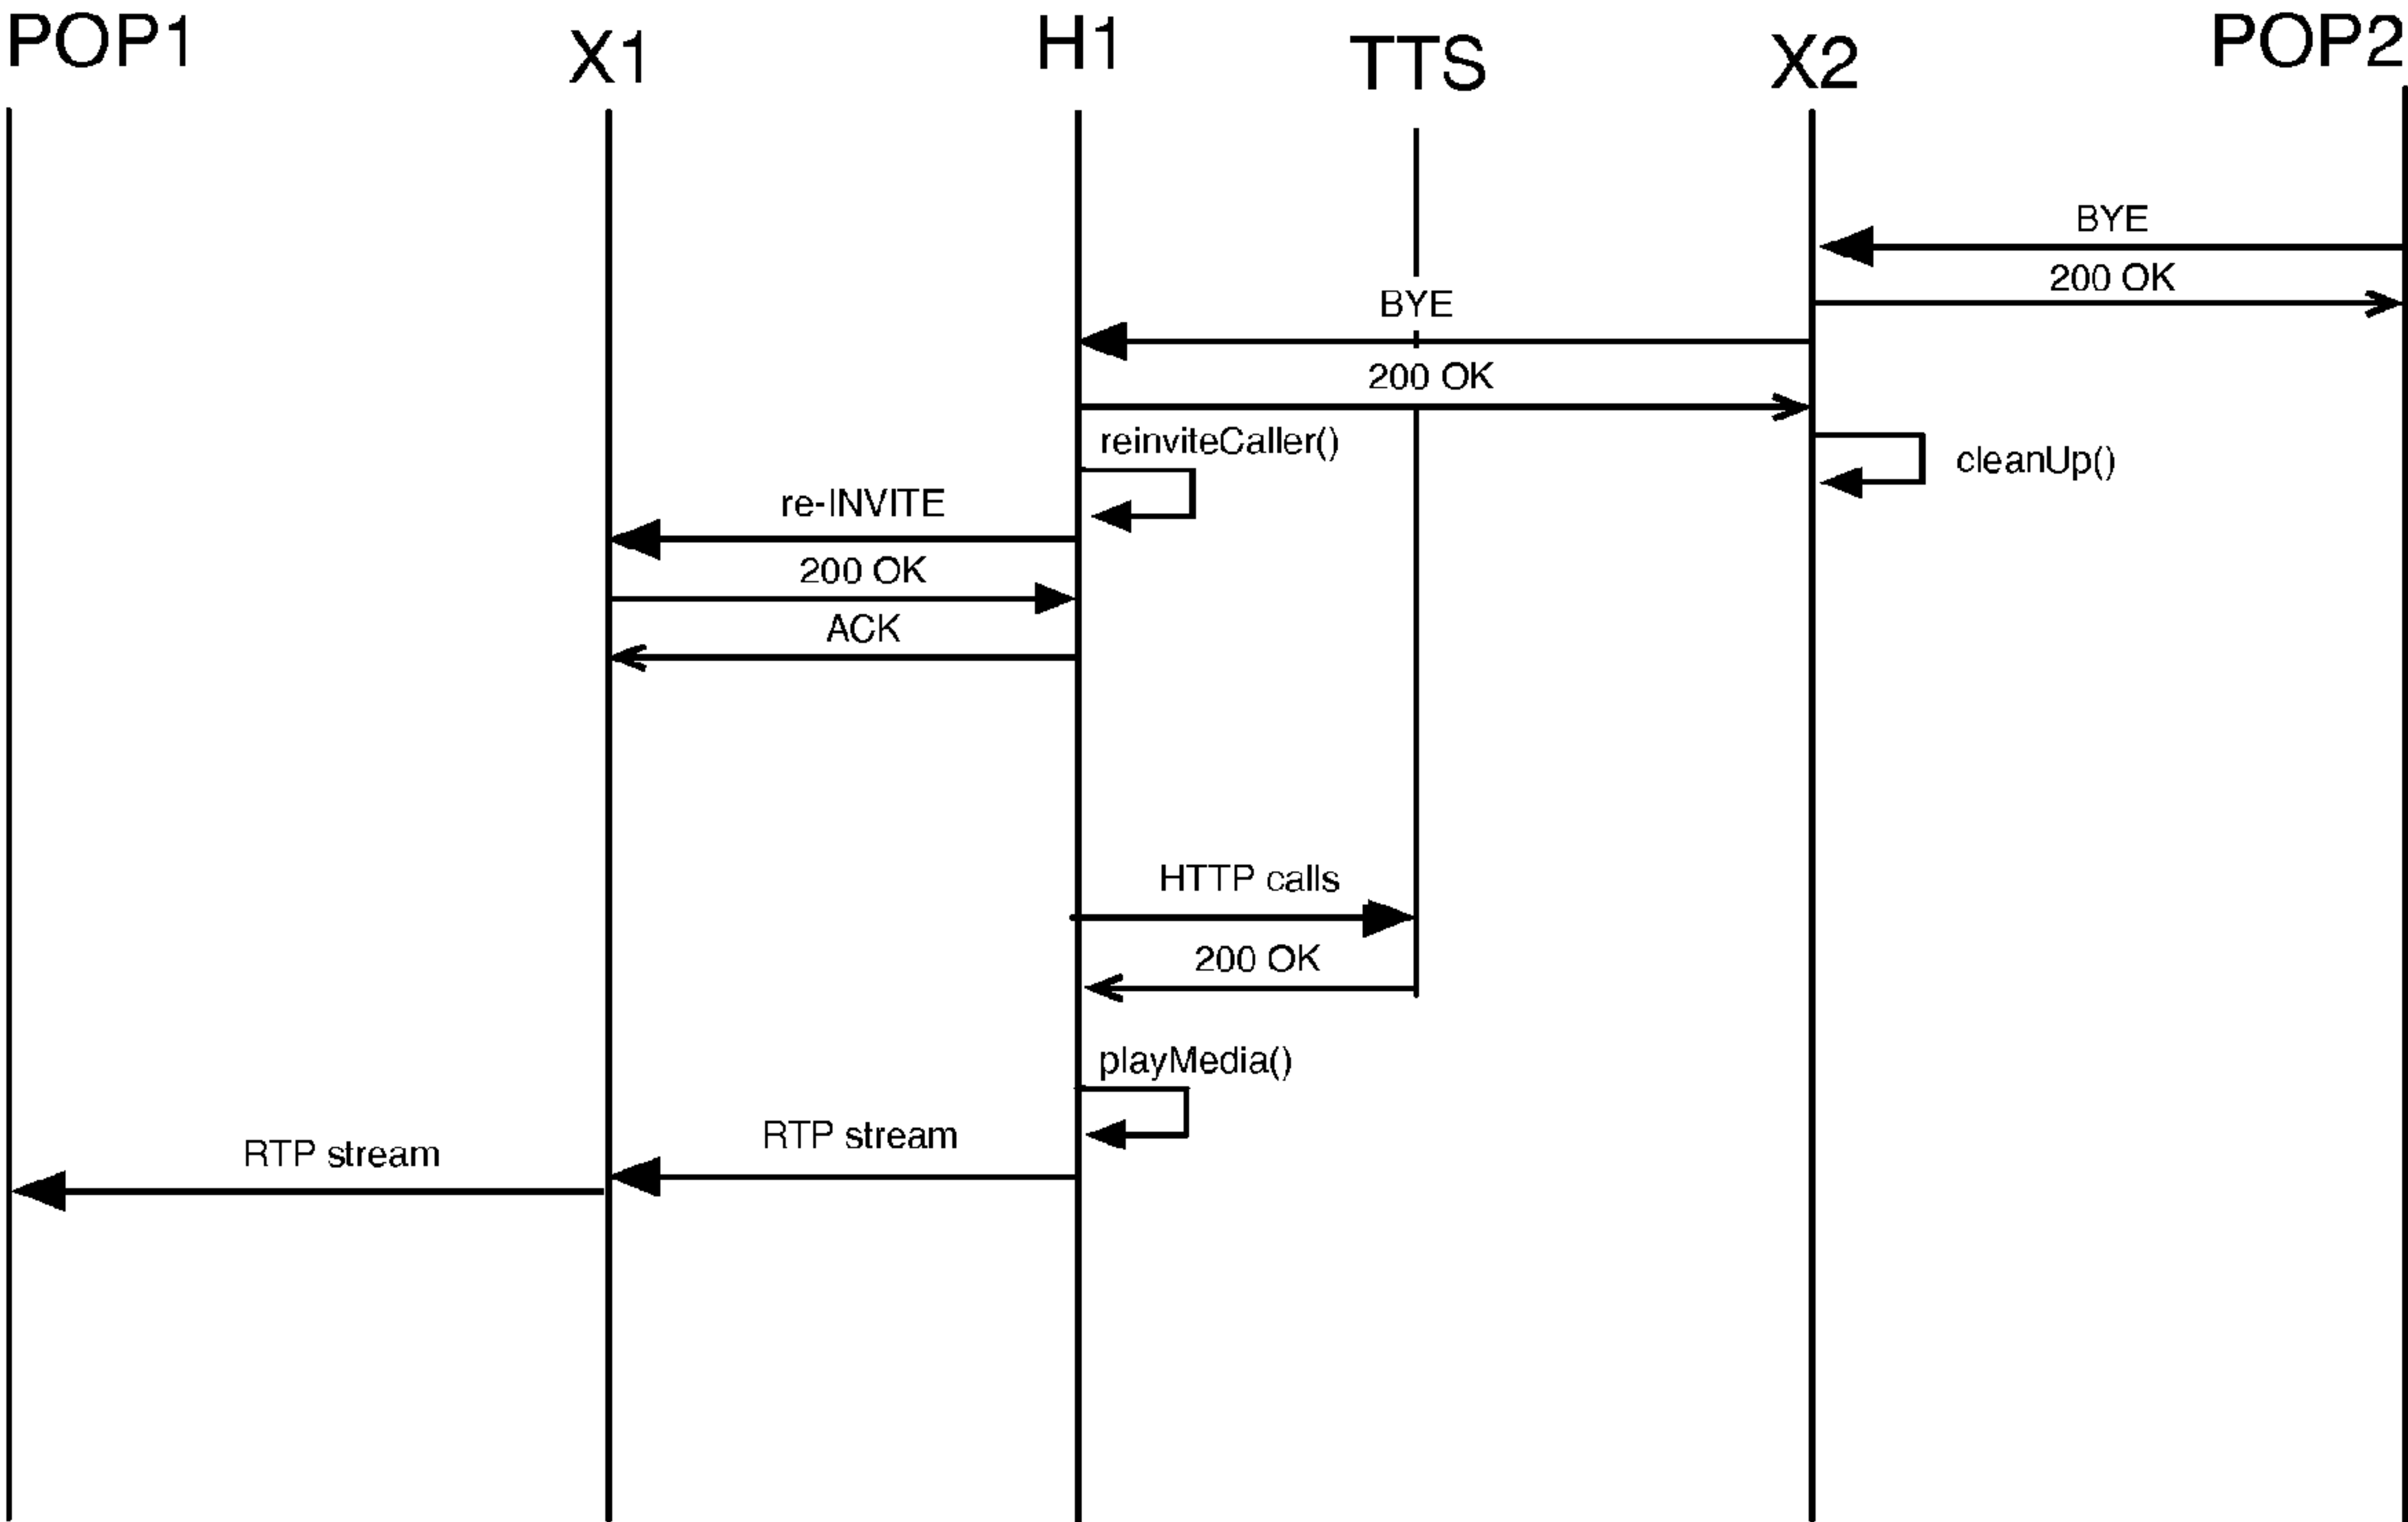 POP1
X1
H1
TTS
X2
POP2
BYE
200 OK
BYE
200 OK
reinviteCaller()
cleanUp()
re-INVITE
200 OK
ACK
HTTP calls
200 OK
playMedia()
RTP stream
RTP stream